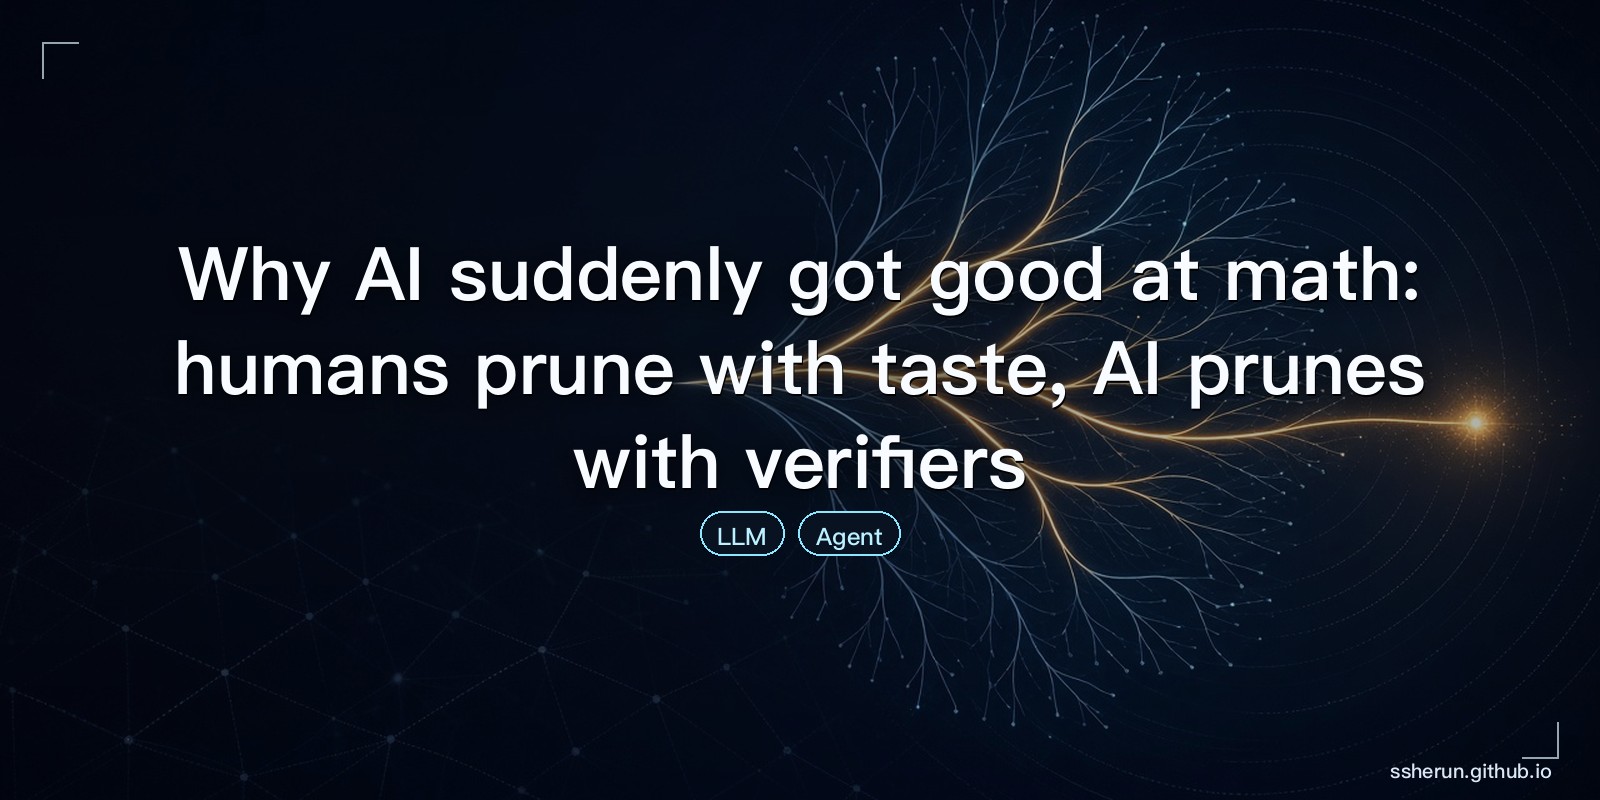 Why AI suddenly got good at math:
humans prune with taste, AI prunes
with verifiers
LLM Agent
ssherun.github.io